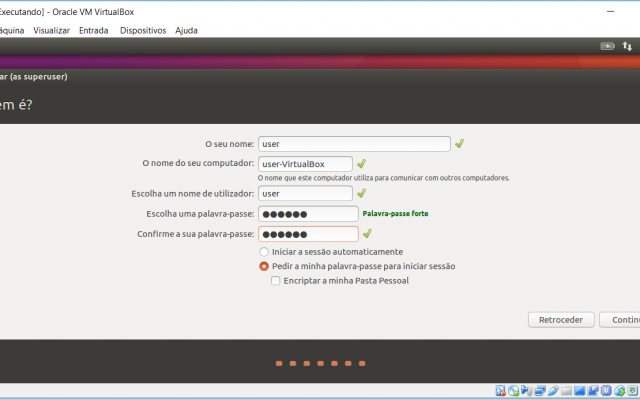 Executando] - Oracle VM VirtualBox
áquina Visualizar Entrada Dispositivos Ajuda
ar (as superuser)
em é?
O seu nome: user
O nome do seu computador: user-VirtualBox
O nome que este computador utiliza para comunicar com outros computadores.
Escolha um nome de utilizador: user
Escolha uma palavra-passe: ●●●●●● Palavra-passe forte
Confirme a sua palavra-passe: ●●●●●●
Iniciar a sessão automaticamente
Pedir a minha palavra-passe para iniciar sessão
Encriptar a minha Pasta Pessoal
Retroceder Continu